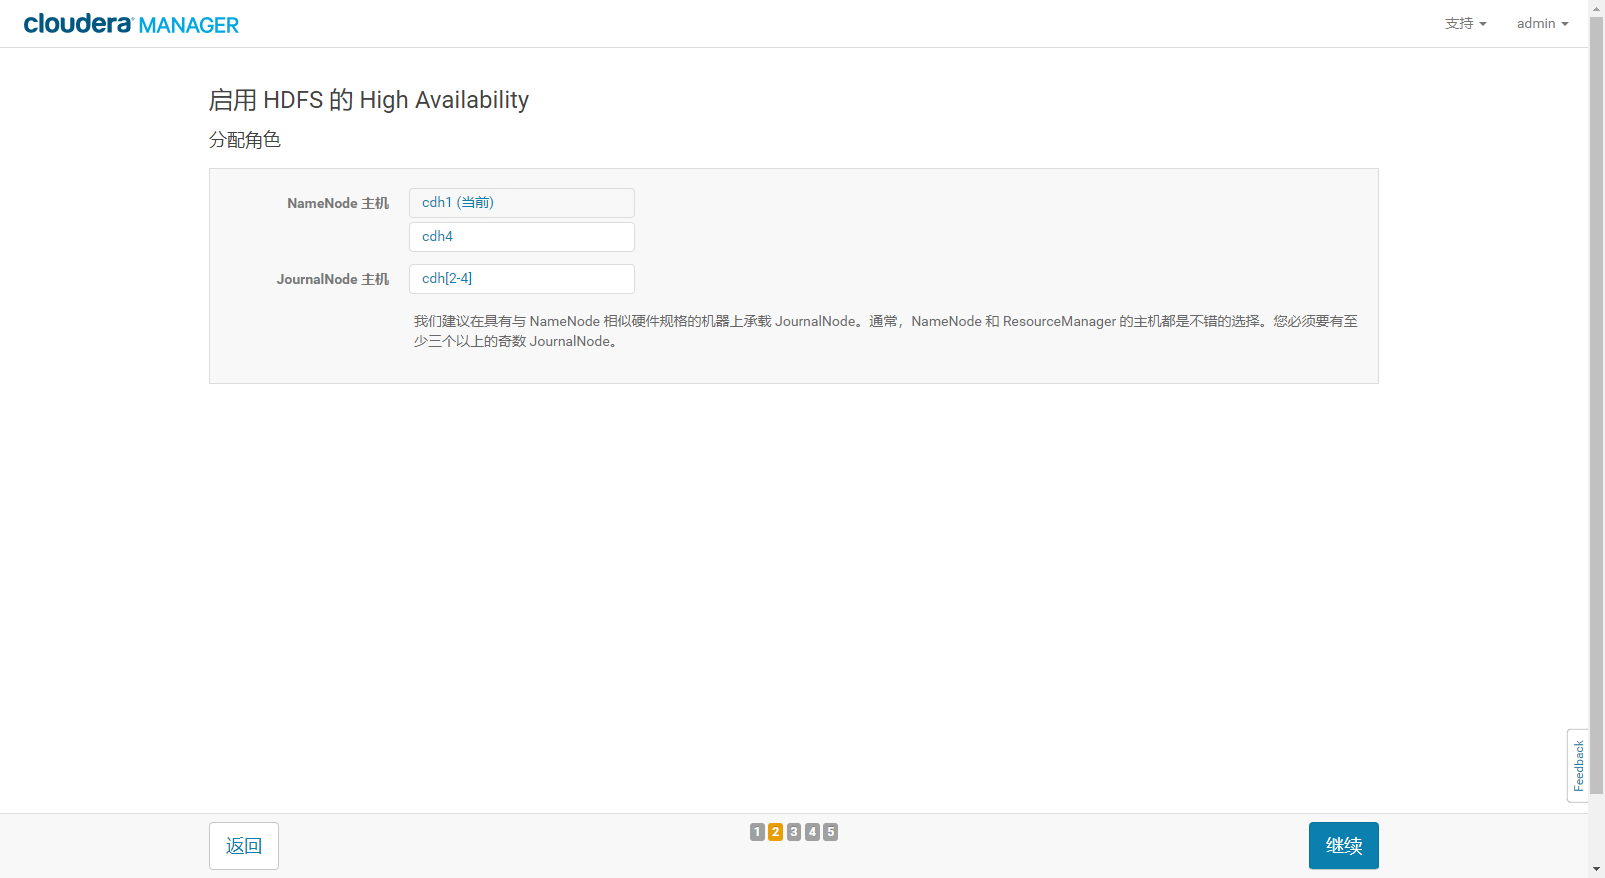 cloudera MANAGER
支持 admin
启用 HDFS 的 High Availability
分配角色
NameNode 主机 cdh1 (当前)
cdh4
JournalNode 主机 cdh[2-4]
我们建议在具有与 NameNode 相似硬件规格的机器上承载 JournalNode。通常，NameNode 和 ResourceManager 的主机都是不错的选择。您必须要有至
少三个以上的奇数 JournalNode。
Feedback
返回 1 2 3 4 5 继续